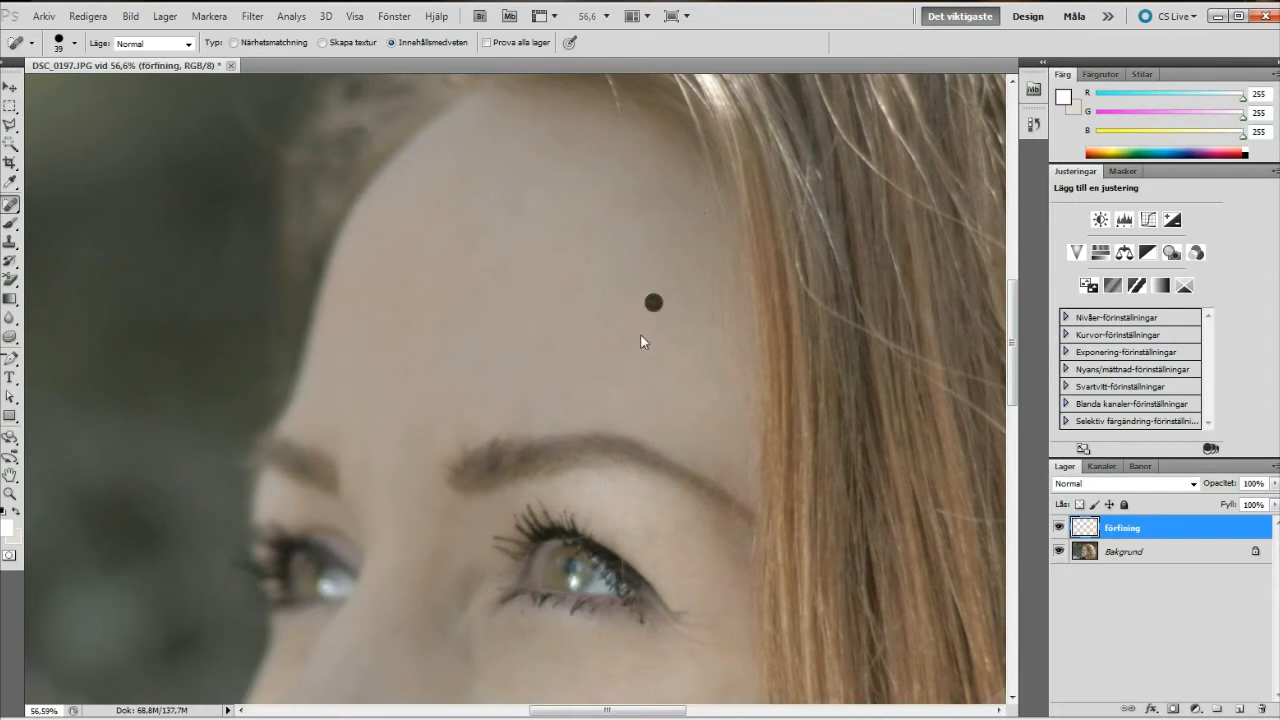 Ps Arkiv Redigera Bild Lager Markera Filter Analys 3D Visa Fönster Hjälp Br Mb 56,6 Det viktigaste Design Måla CS Live
39 Läge: Normal Typ: Närhetsmatchning Skapa textur Innehållsmedveten Prova alla lager
DSC_0197.JPG vid 56,6% (förfining, RGB/8) *
Färg Färgrutor Stilar
Mb
R 255
G 255
B 255
Justeringar Masker
Lägg till en justering
Nivåer-förinställningar
Kurvor-förinställningar
Exponering-förinställningar
Nyans/mättnad-förinställningar
Svartvitt-förinställningar
Blanda kanaler-förinställningar
Selektiv färgändring-förinställni...
Lager Kanaler Banor
Normal Opacitet: 100%
Lås: Fyll: 100%
förfining
Bakgrund
56,59% Dok: 68,8M/137,7M